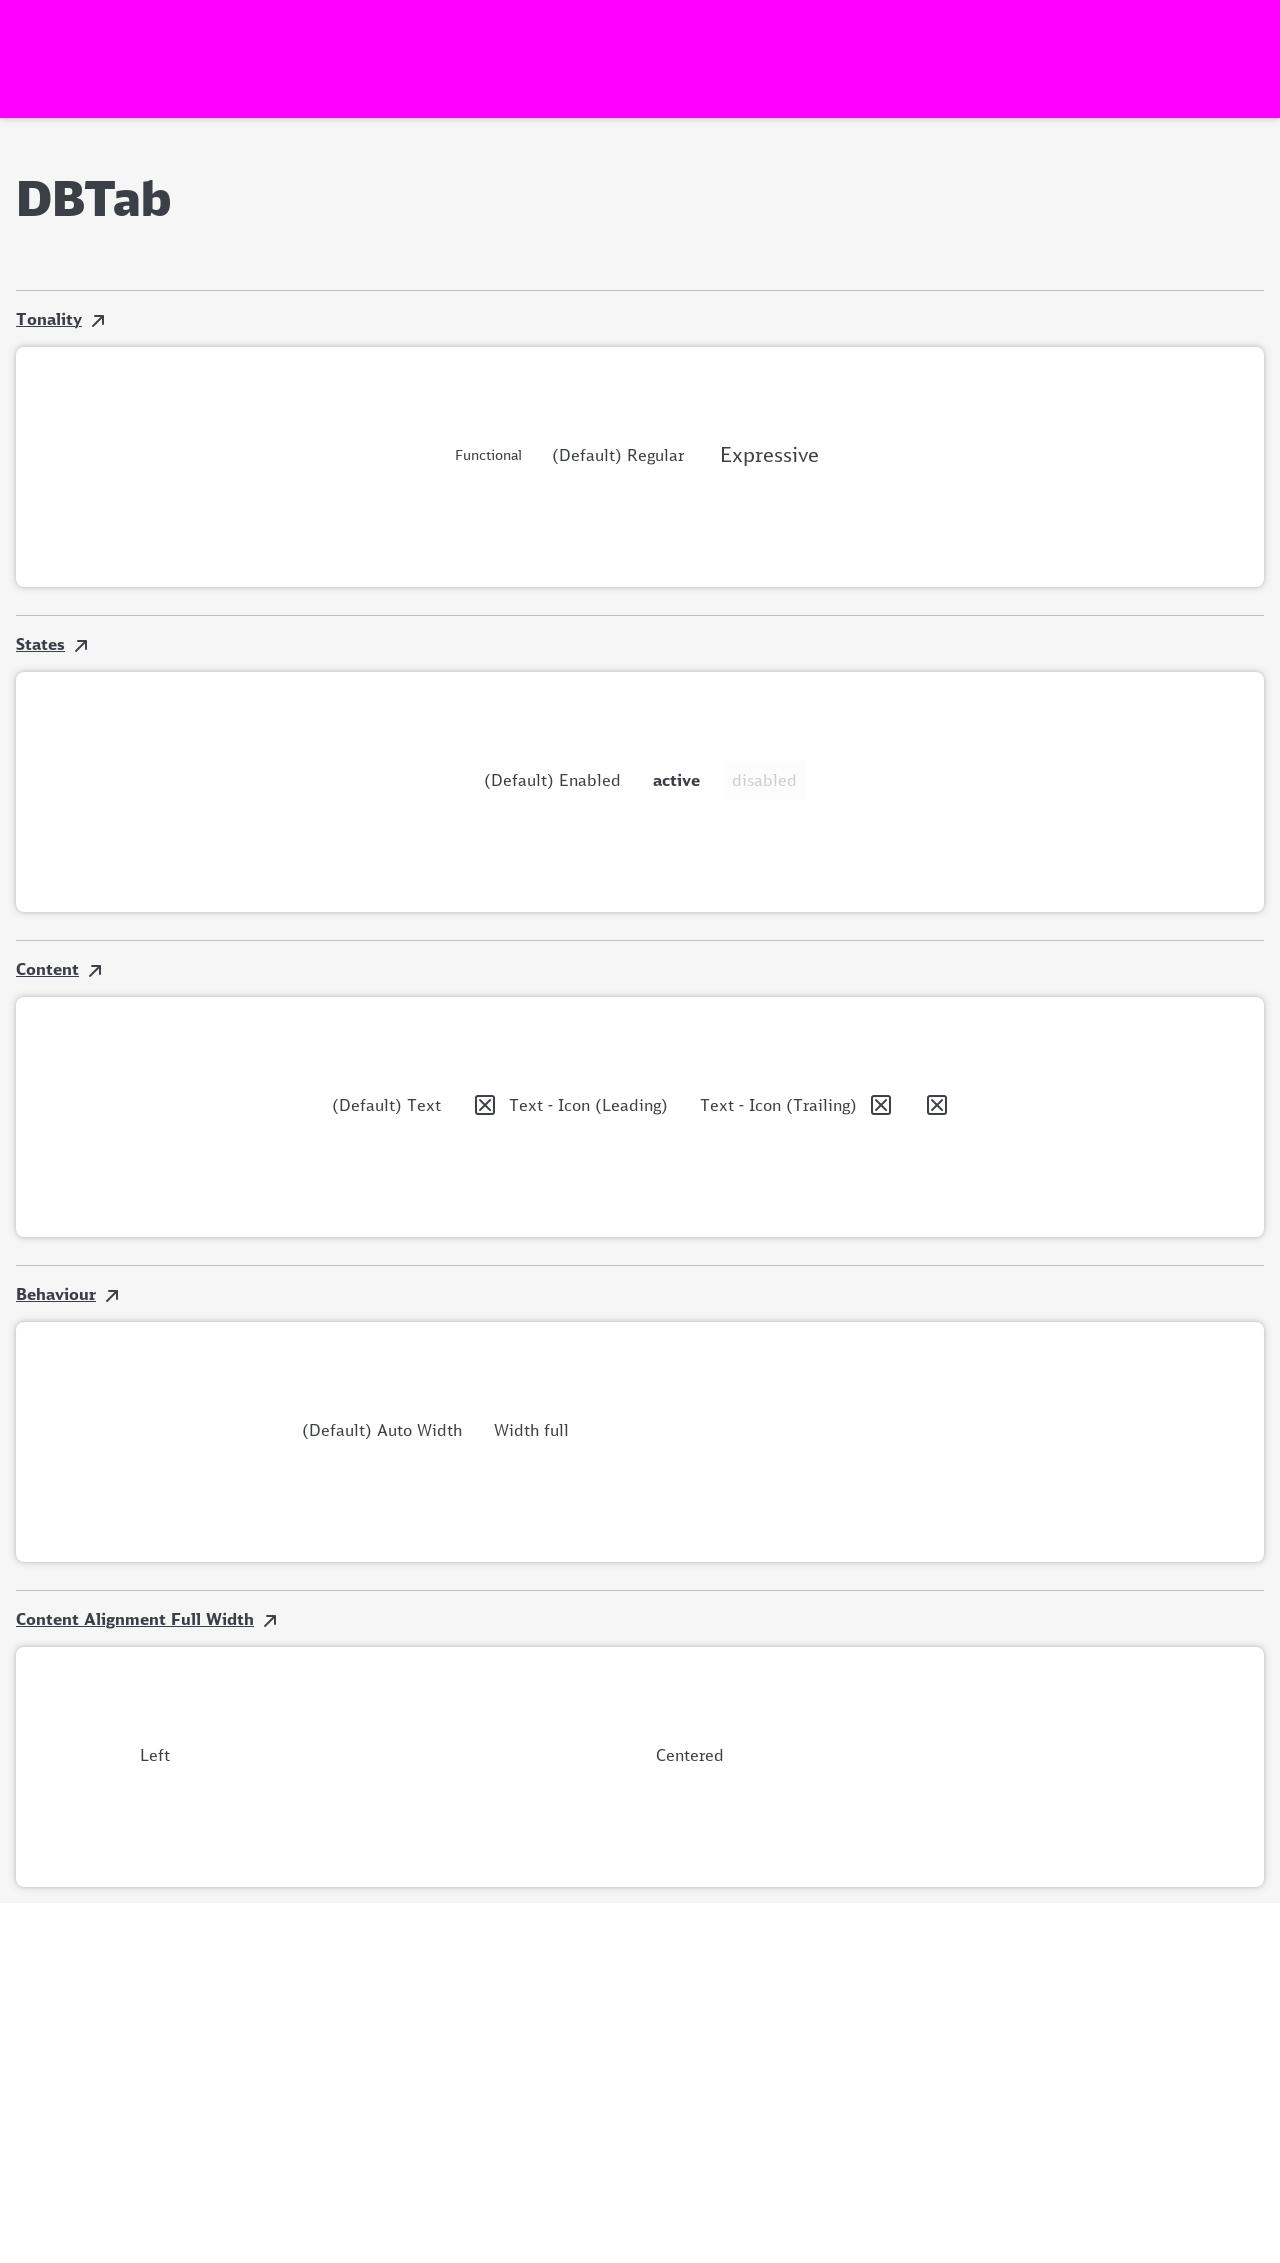 DBTab
Tonality
Functional (Default) Regular Expressive
States
(Default) Enabled active disabled
Content
(Default) Text Text - Icon (Leading) Text - Icon (Trailing)
Behaviour
(Default) Auto Width Width full
Content Alignment Full Width
Left Centered